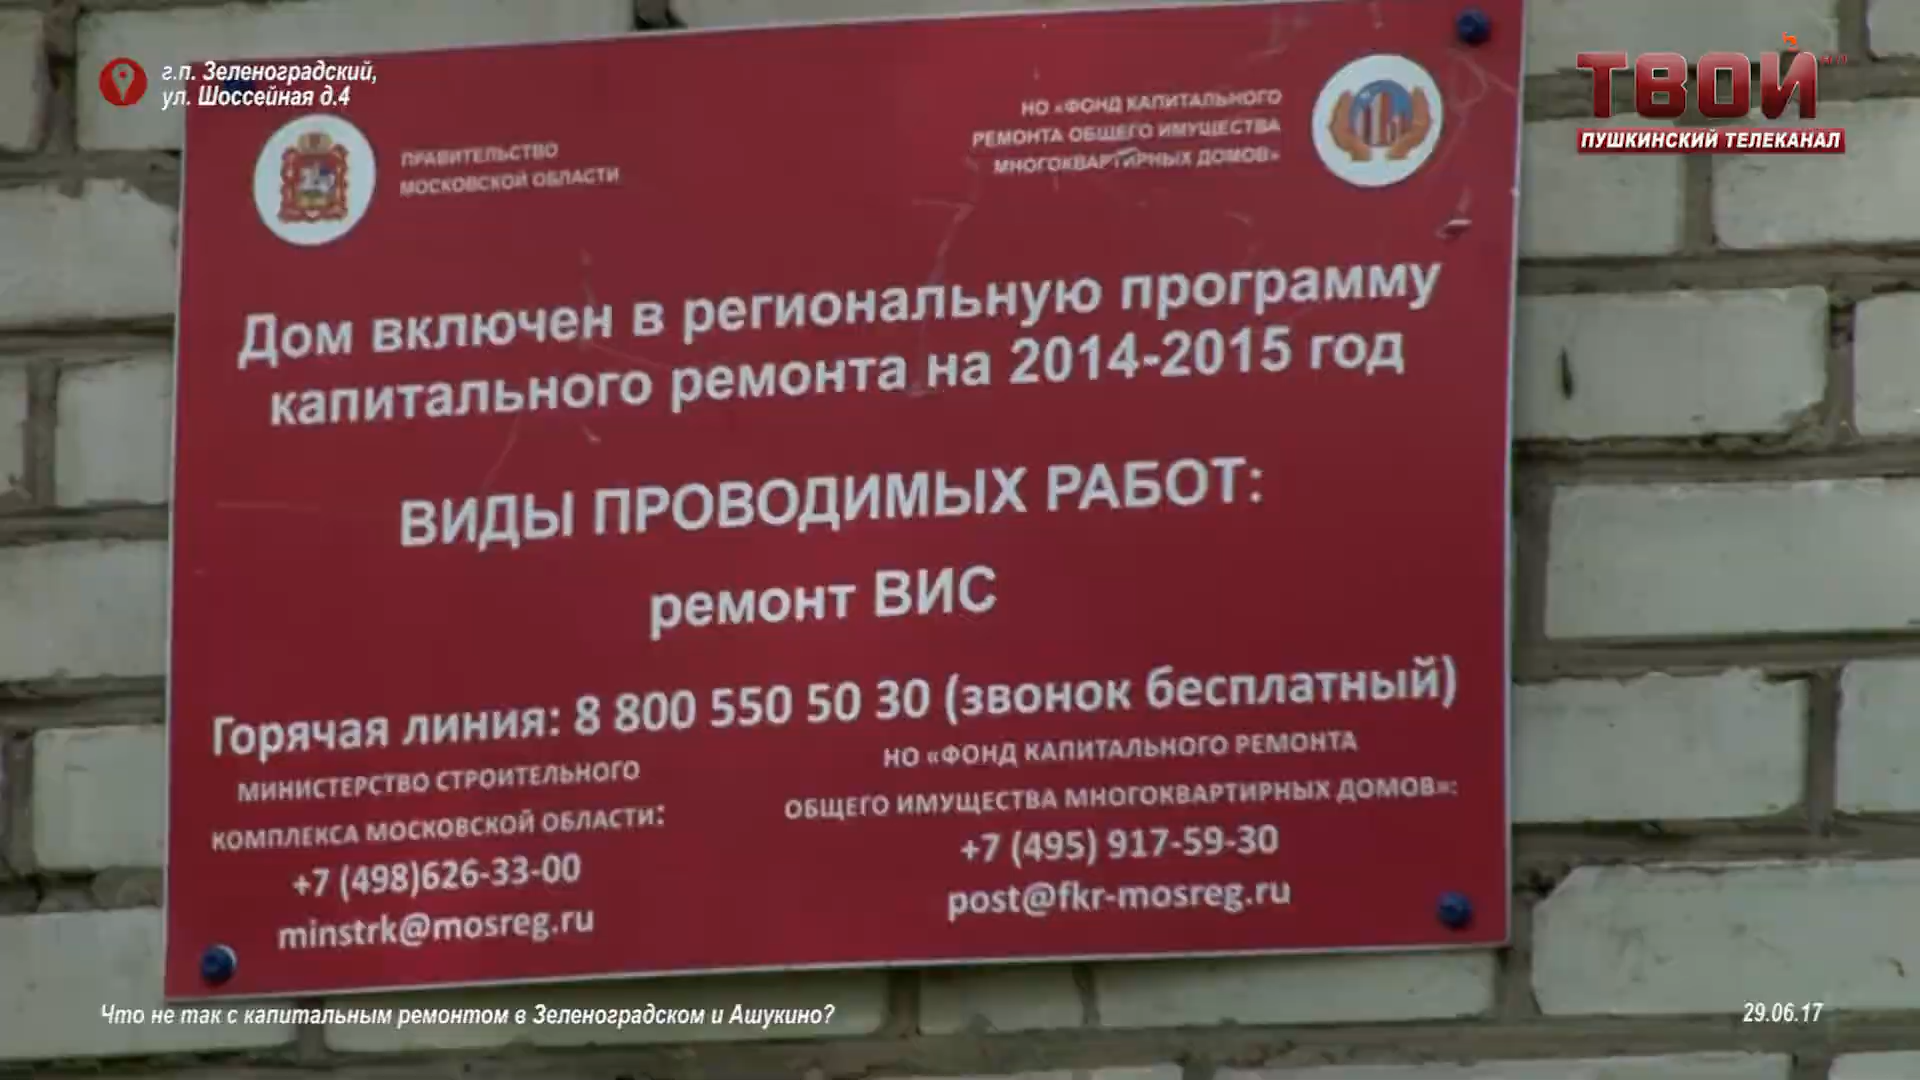 г.п. Зеленоградский,
ул. Шоссейная д.4
ТВОЙ
ПУШКИНСКИЙ ТЕЛЕКАНАЛ
ПРАВИТЕЛЬСТВО
МОСКОВСКОЙ ОБЛАСТИ
НО «ФОНД КАПИТАЛЬНОГО
РЕМОНТА ОБЩЕГО ИМУЩЕСТВА
МНОГОКВАРТИРНЫХ ДОМОВ»
Дом включен в региональную программу
капитального ремонта на 2014-2015 год
ВИДЫ ПРОВОДИМЫХ РАБОТ:
ремонт ВИС
Горячая линия: 8 800 550 50 30 (звонок бесплатный)
МИНИСТЕРСТВО СТРОИТЕЛЬНОГО
КОМПЛЕКСА МОСКОВСКОЙ ОБЛАСТИ:
+7 (498)626-33-00
minstrk@mosreg.ru
НО «ФОНД КАПИТАЛЬНОГО РЕМОНТА
ОБЩЕГО ИМУЩЕСТВА МНОГОКВАРТИРНЫХ ДОМОВ»:
+7 (495) 917-59-30
post@fkr-mosreg.ru
Что не так с капитальным ремонтом в Зеленоградском и Ашукино?
29.06.17